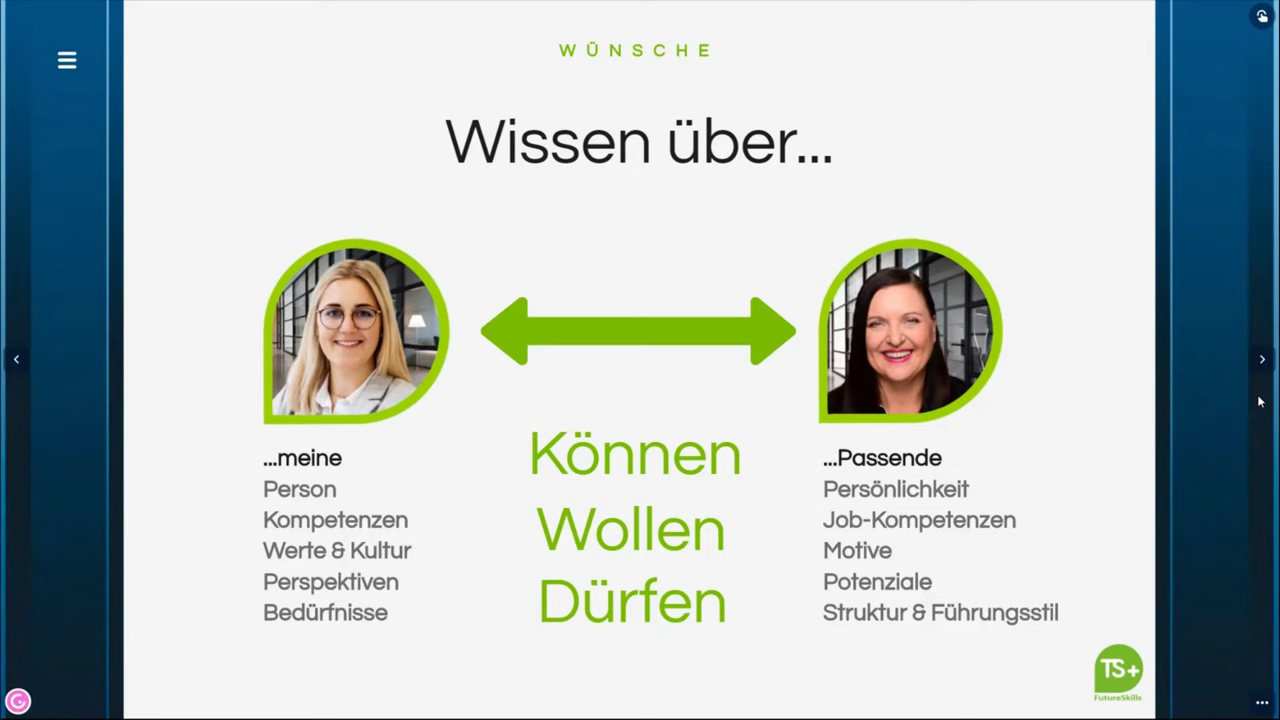 WÜNSCHE
Wissen über...
...meine
Person
Kompetenzen
Werte & Kultur
Perspektiven
Bedürfnisse
Können
Wollen
Dürfen
...Passende
Persönlichkeit
Job-Kompetenzen
Motive
Potenziale
Struktur & Führungsstil
TS+
FutureSkills